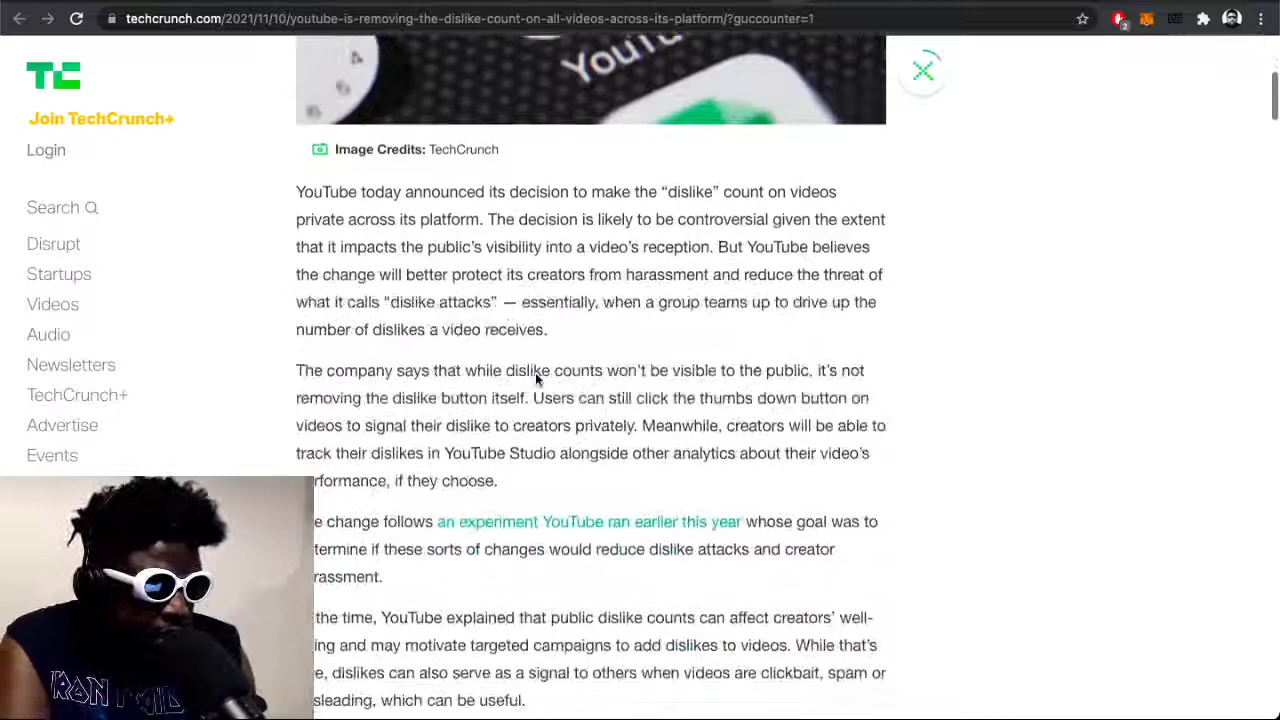 techcrunch.com/2021/11/10/youtube-is-removing-the-dislike-count-on-all-videos-across-its-platform/?guccounter=1
2
TC
Join TechCrunch+
Login
Search
Disrupt
Startups
Videos
Audio
Newsletters
TechCrunch+
Advertise
Events
YouTu
Image Credits: TechCrunch
YouTube today announced its decision to make the “dislike” count on videos
private across its platform. The decision is likely to be controversial given the extent
that it impacts the public’s visibility into a video’s reception. But YouTube believes
the change will better protect its creators from harassment and reduce the threat of
what it calls “dislike attacks” — essentially, when a group teams up to drive up the
number of dislikes a video receives.
The company says that while dislike counts won’t be visible to the public, it’s not
removing the dislike button itself. Users can still click the thumbs down button on
videos to signal their dislike to creators privately. Meanwhile, creators will be able to
track their dislikes in YouTube Studio alongside other analytics about their video’s
rformance, if they choose.
e change follows an experiment YouTube ran earlier this year whose goal was to
termine if these sorts of changes would reduce dislike attacks and creator
rassment.
the time, YouTube explained that public dislike counts can affect creators’ well-
ing and may motivate targeted campaigns to add dislikes to videos. While that’s
e, dislikes can also serve as a signal to others when videos are clickbait, spam or
sleading, which can be useful.
IRON